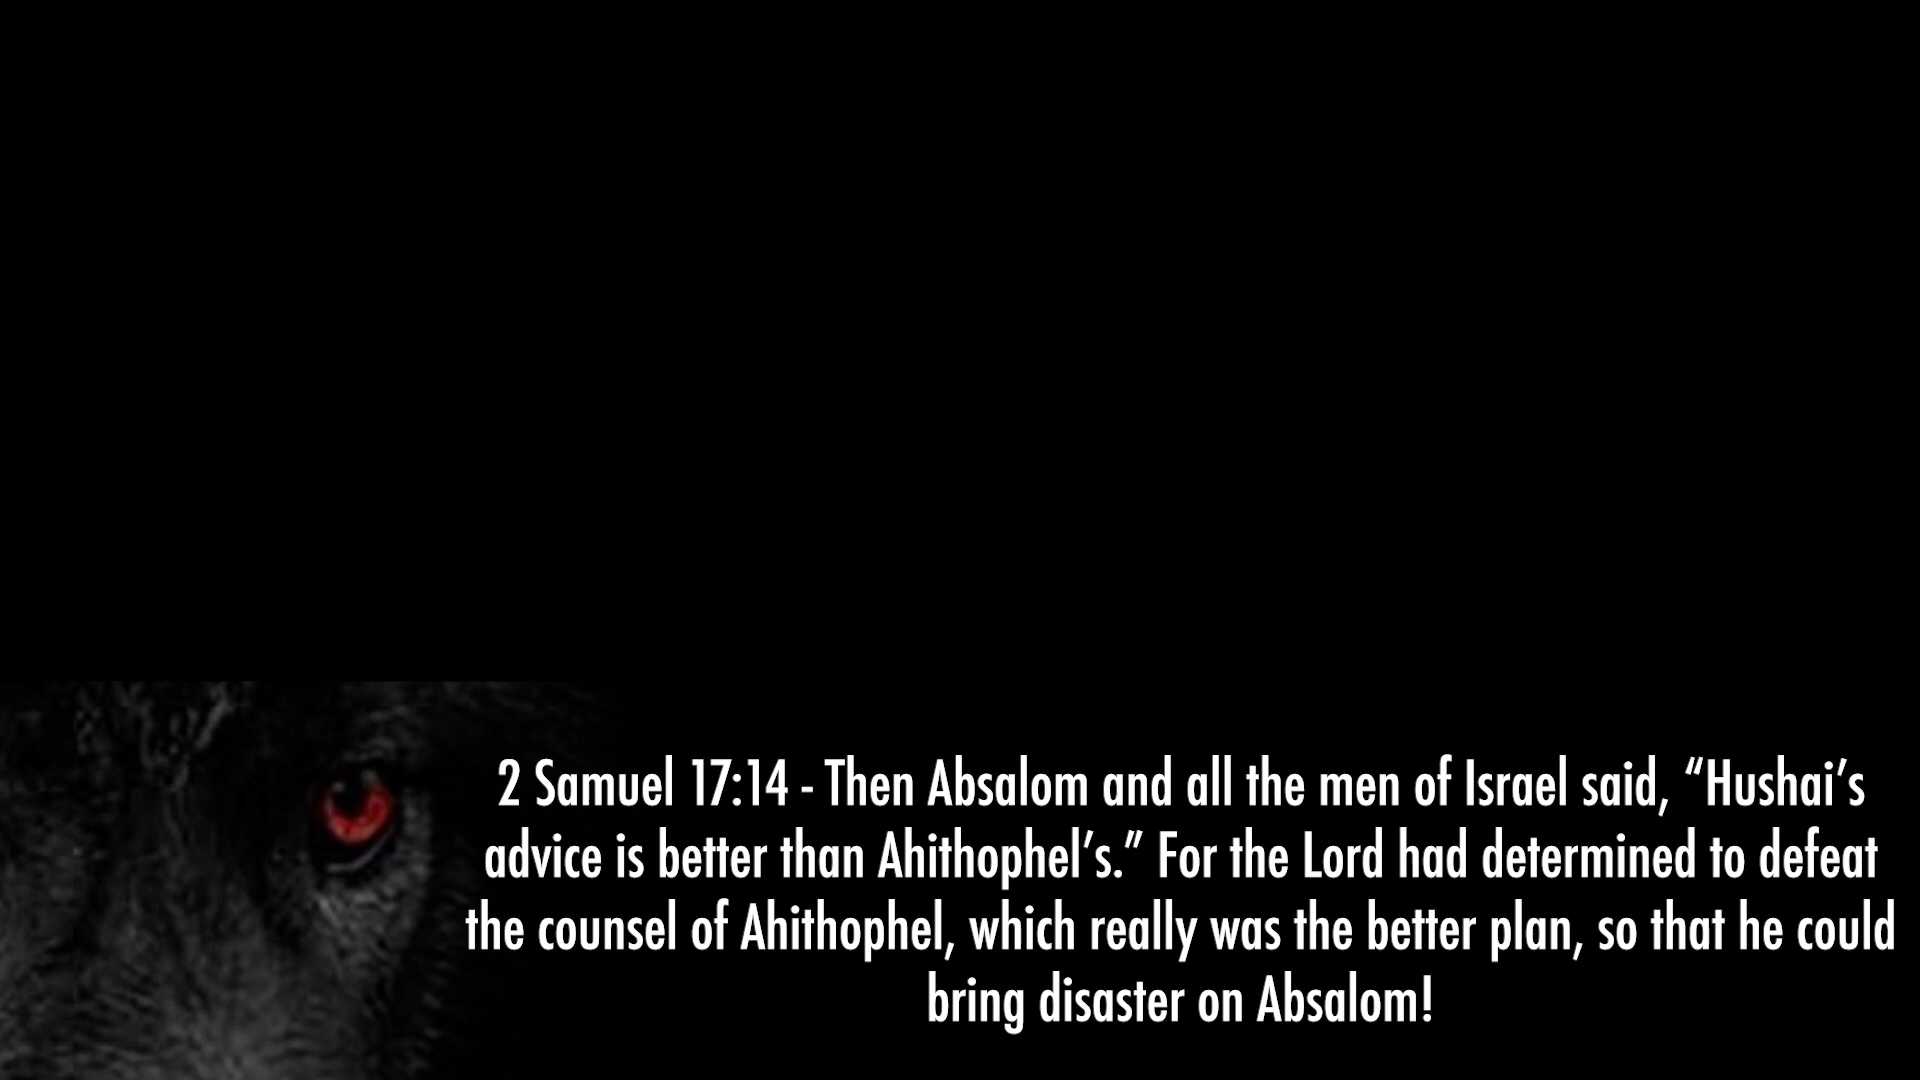 2 Samuel 17:14 - Then Absalom and all the men of Israel said, “Hushai’s
advice is better than Ahithophel’s.” For the Lord had determined to defeat
the counsel of Ahithophel, which really was the better plan, so that he could
bring disaster on Absalom!